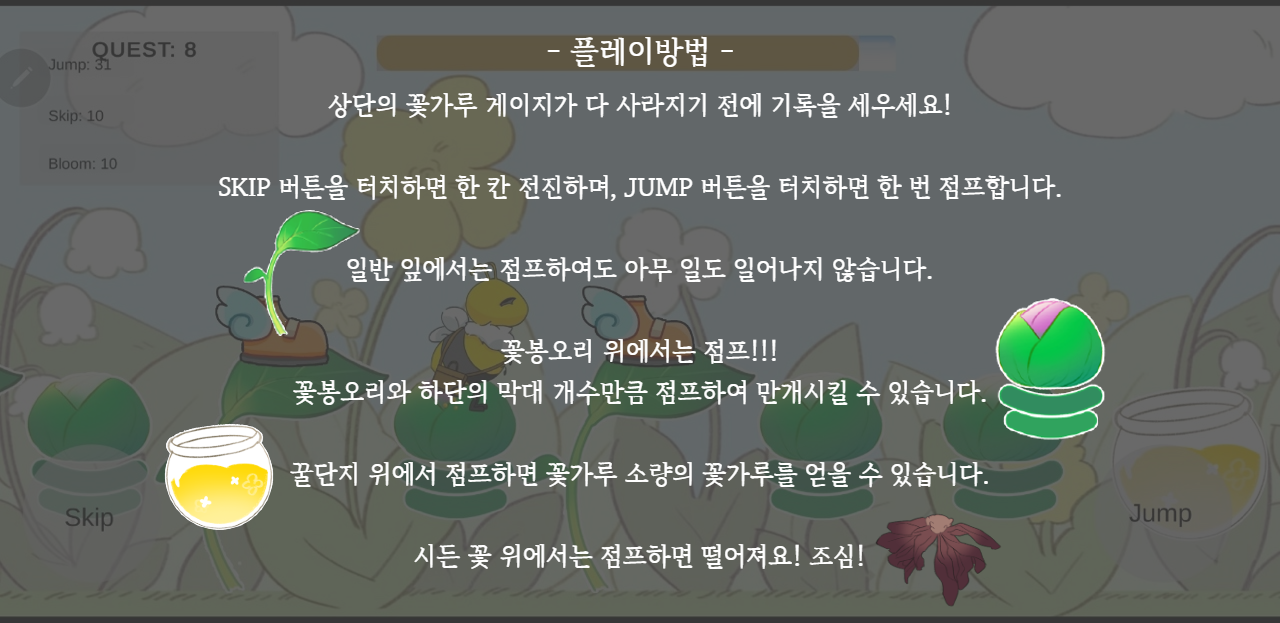 QUEST: 8
Jump: 31
Skip: 10
Bloom: 10
- 플레이방법 -
상단의 꽃가루 게이지가 다 사라지기 전에 기록을 세우세요!
SKIP 버튼을 터치하면 한 칸 전진하며, JUMP 버튼을 터치하면 한 번 점프합니다.
일반 잎에서는 점프하여도 아무 일도 일어나지 않습니다.
꽃봉오리 위에서는 점프!!!
꽃봉오리와 하단의 막대 개수만큼 점프하여 만개시킬 수 있습니다.
꿀단지 위에서 점프하면 꽃가루 소량의 꽃가루를 얻을 수 있습니다.
시든 꽃 위에서는 점프하면 떨어져요! 조심!
Skip
Jump